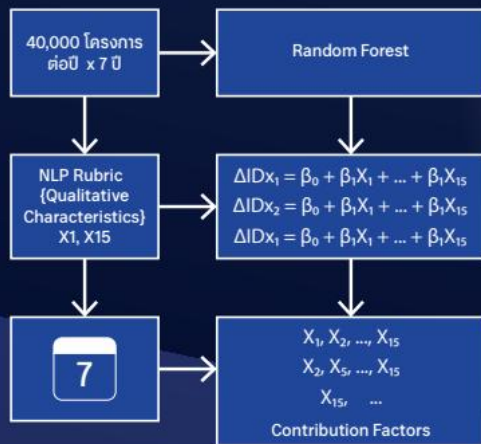 40,000 โครงการ
ต่อปี x 7 ปี
Random Forest
NLP Rubric
{Qualitative
Characteristics}
X1, X15
ΔIDx₁ = β₀ + β₁X₁ + ... + β₁X₁₅
ΔIDx₂ = β₀ + β₁X₁ + ... + β₁X₁₅
ΔIDx₁ = β₀ + β₁X₁ + ... + β₁X₁₅
7
X₁, X₂, ..., X₁₅
X₂, X₅, ..., X₁₅
X₁₅, ...
Contribution Factors